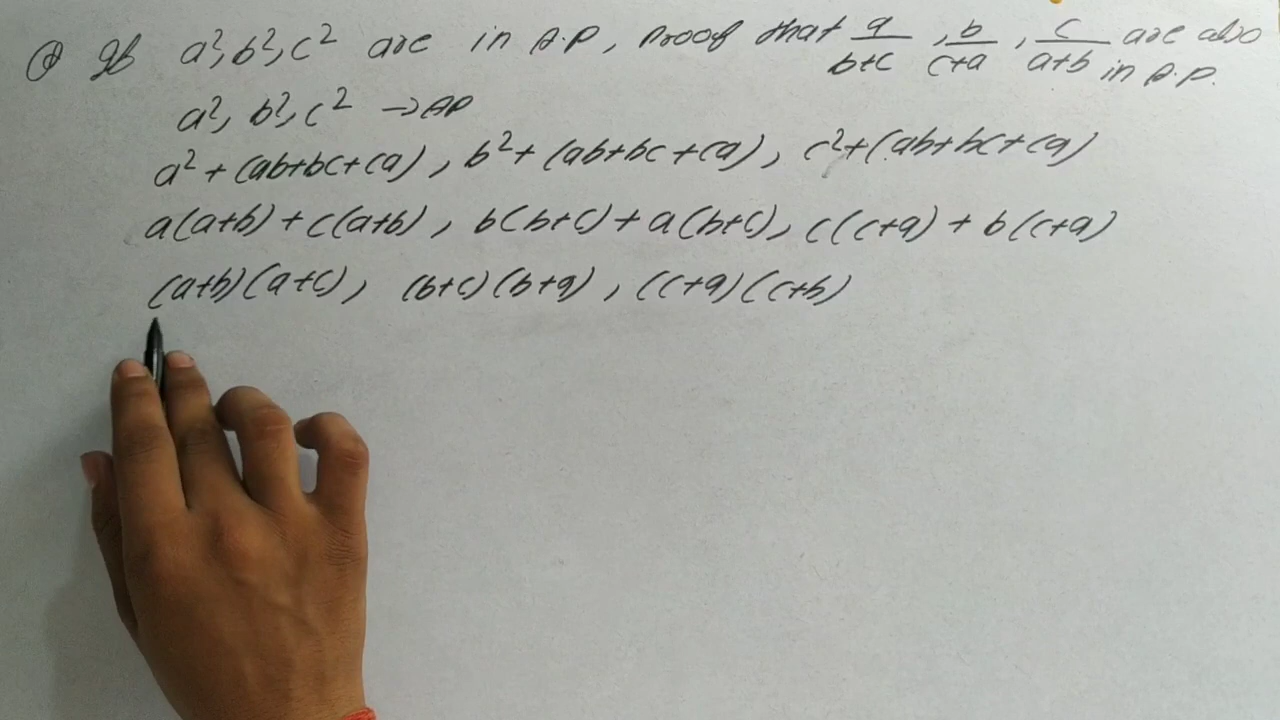 Q If a², b², c² are in A.P, Proof that a/b+c , b/c+a , c/a+b are also in A.P.
a², b², c² → AP
a² + (ab+bc+ca), b² + (ab+bc+ca), c² + (ab+bc+ca)
a(a+b) + c(a+b), b(b+c) + a(b+c), c(c+a) + b(c+a)
(a+b)(a+c), (b+c)(b+a), (c+a)(c+b)